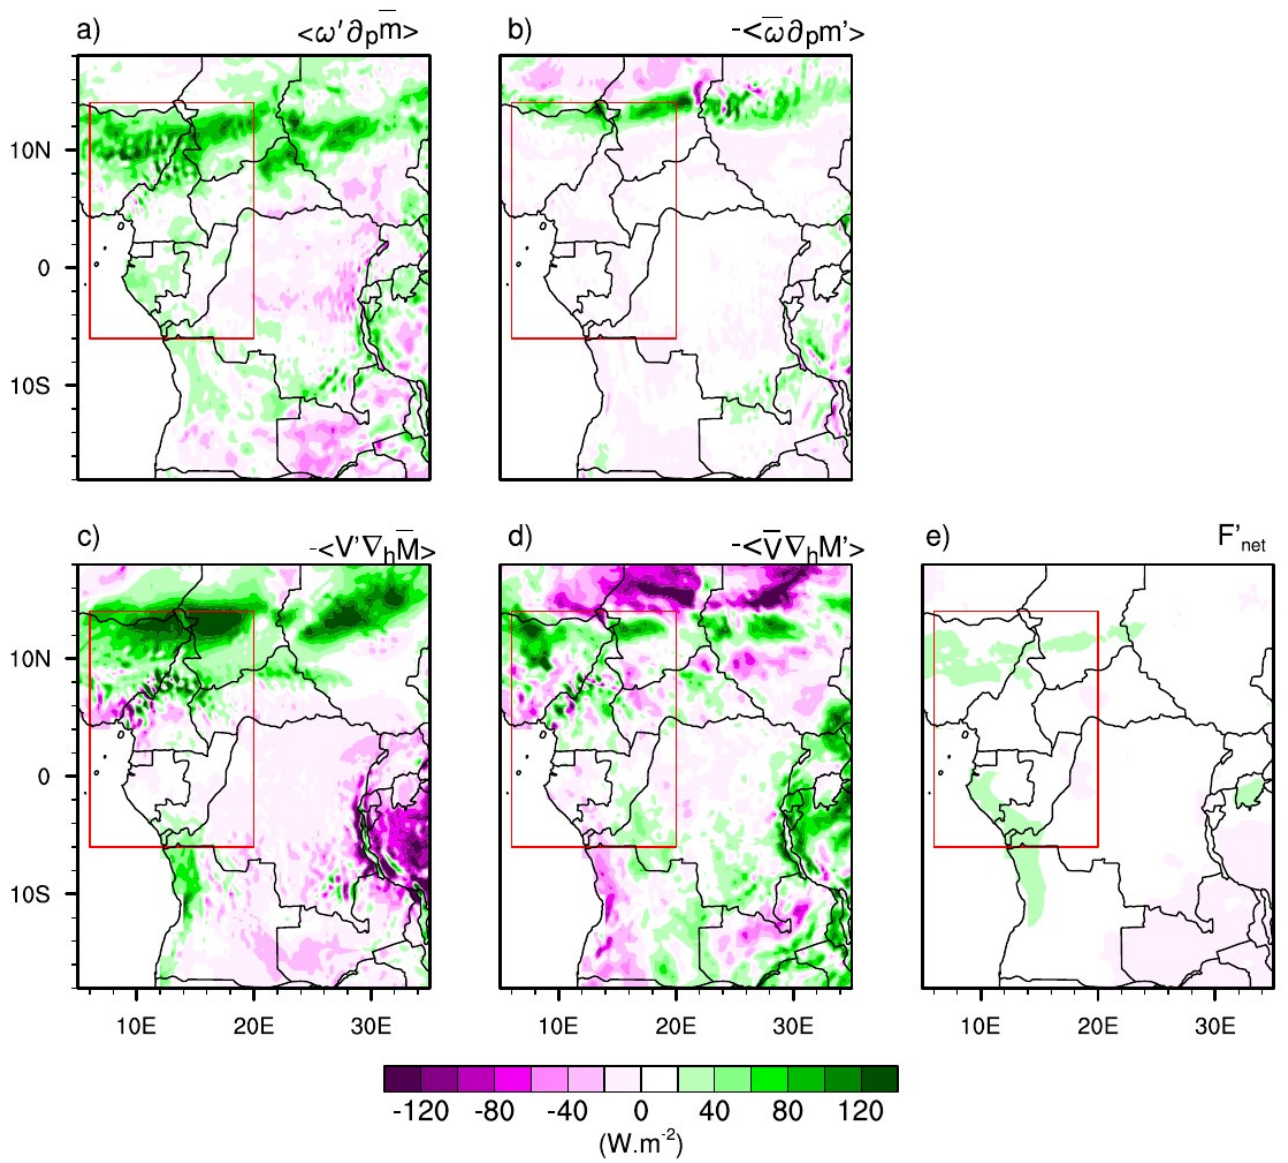 a) <ω′∂pm̅>
b) -<ω̅∂pm'>
10N
0
10S
c) -<V'∇hM̅>
d) -<V̅∇hM'>
e) F'net
10N
0
10S
10E 20E 30E 10E 20E 30E 10E 20E 30E
-120 -80 -40 0 40 80 120
(W.m-2)